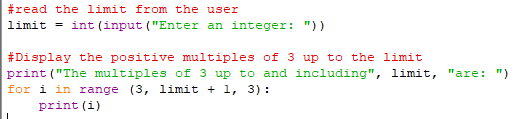 #read the limit from the user
limit = int(input("Enter an integer: "))
#Display the positive multiples of 3 up to the limit
print("The multiples of 3 up to and including", limit, "are: ")
for i in range (3, limit + 1, 3):
    print(i)